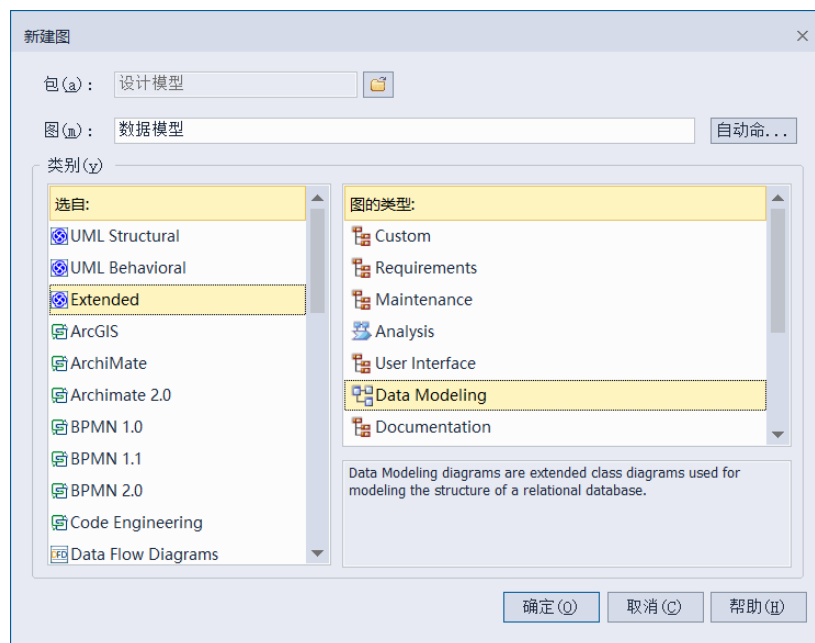 新建图
包(a): 设计模型
图(m): 数据模型 自动命...
类别(y)
选自:
UML Structural
UML Behavioral
Extended
ArcGIS
ArchiMate
Archimate 2.0
BPMN 1.0
BPMN 1.1
BPMN 2.0
Code Engineering
DFD Data Flow Diagrams
图的类型:
Custom
Requirements
Maintenance
Analysis
User Interface
Data Modeling
Documentation
Data Modeling diagrams are extended class diagrams used for
modeling the structure of a relational database.
确定(O) 取消(C) 帮助(H)